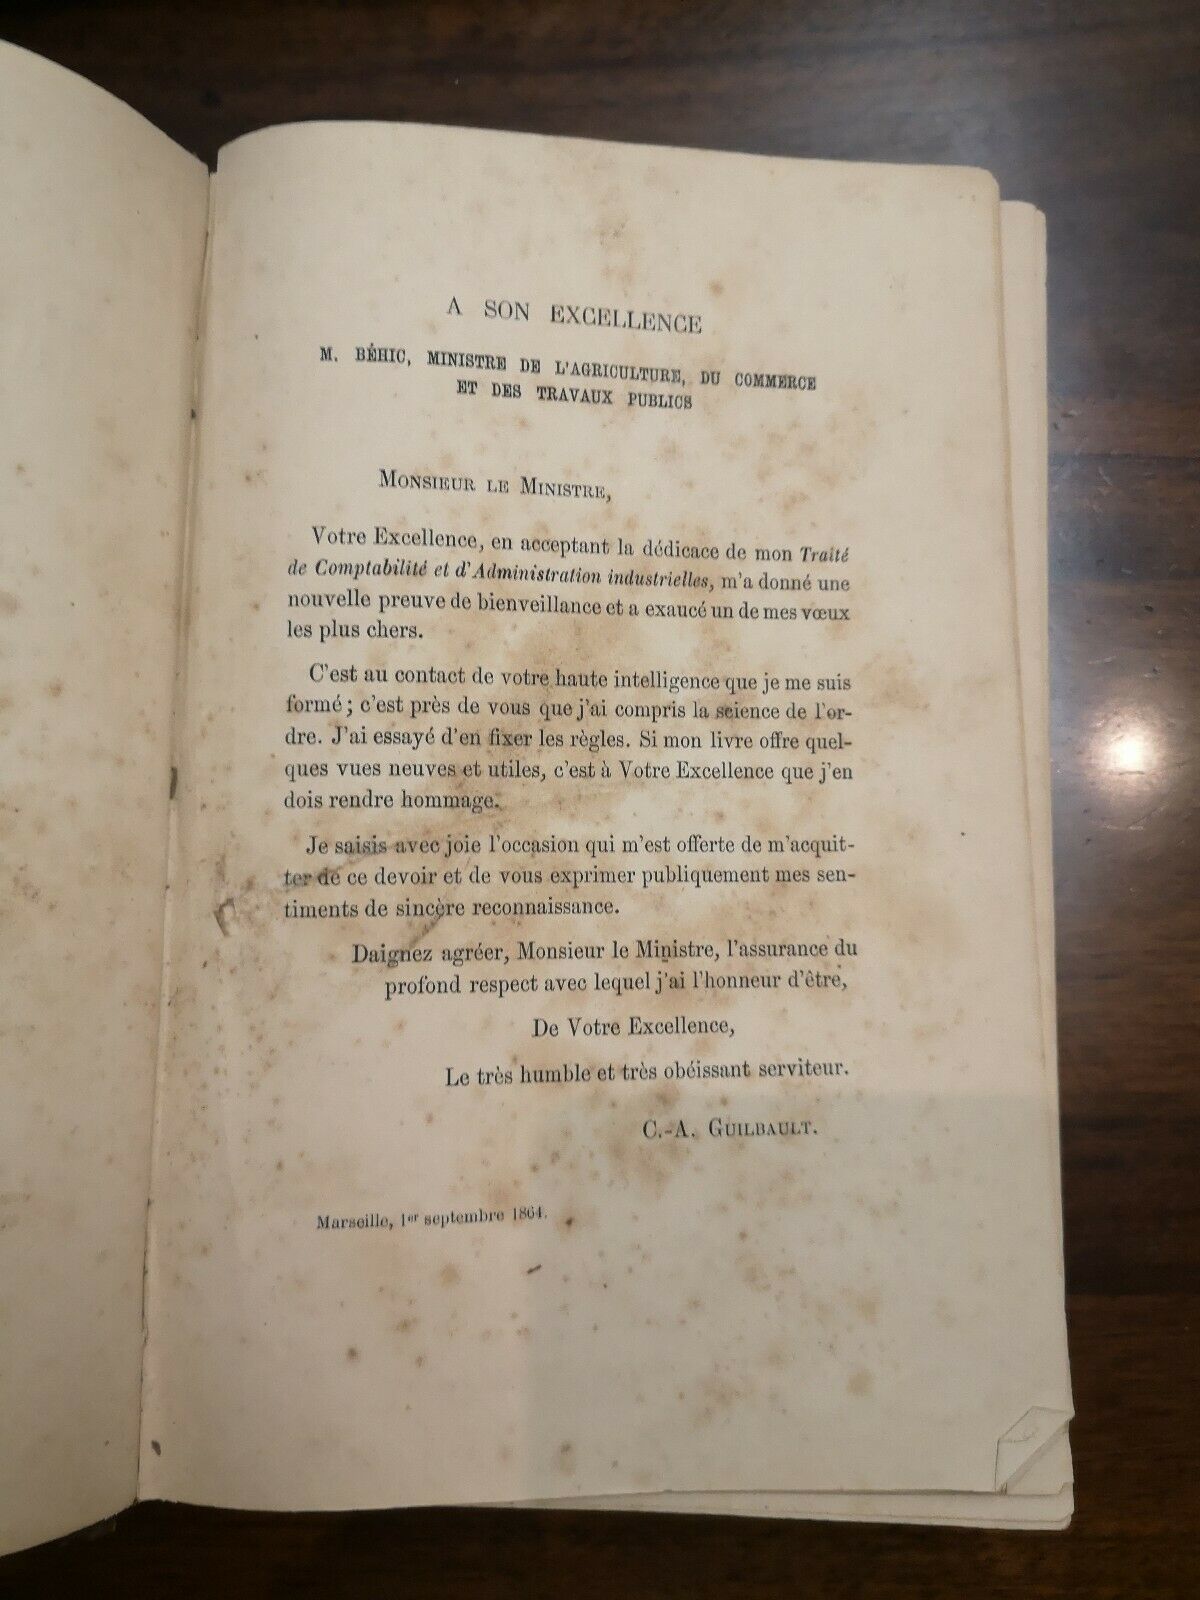 A SON EXCELLENCE
M. BÉHIC, MINISTRE DE L'AGRICULTURE, DU COMMERCE
ET DES TRAVAUX PUBLICS
MONSIEUR LE MINISTRE,
Votre Excellence, en acceptant la dédicace de mon Traité
de Comptabilité et d'Administration industrielles, m'a donné une
nouvelle preuve de bienveillance et a exaucé un de mes vœux
les plus chers.
C'est au contact de votre haute intelligence que je me suis
formé; c'est près de vous que j'ai compris la science de l'or-
dre. J'ai essayé d'en fixer les règles. Si mon livre offre quel-
ques vues neuves et utiles, c'est à Votre Excellence que j'en
dois rendre hommage.
Je saisis avec joie l'occasion qui m'est offerte de m'acquit-
ter de ce devoir et de vous exprimer publiquement mes sen-
timents de sincère reconnaissance.
Daignez agréer, Monsieur le Ministre, l'assurance du
profond respect avec lequel j'ai l'honneur d'être,
De Votre Excellence,
Le très humble et très obéissant serviteur.
C.-A. GUILBAULT.
Marseille, 1er septembre 1864.